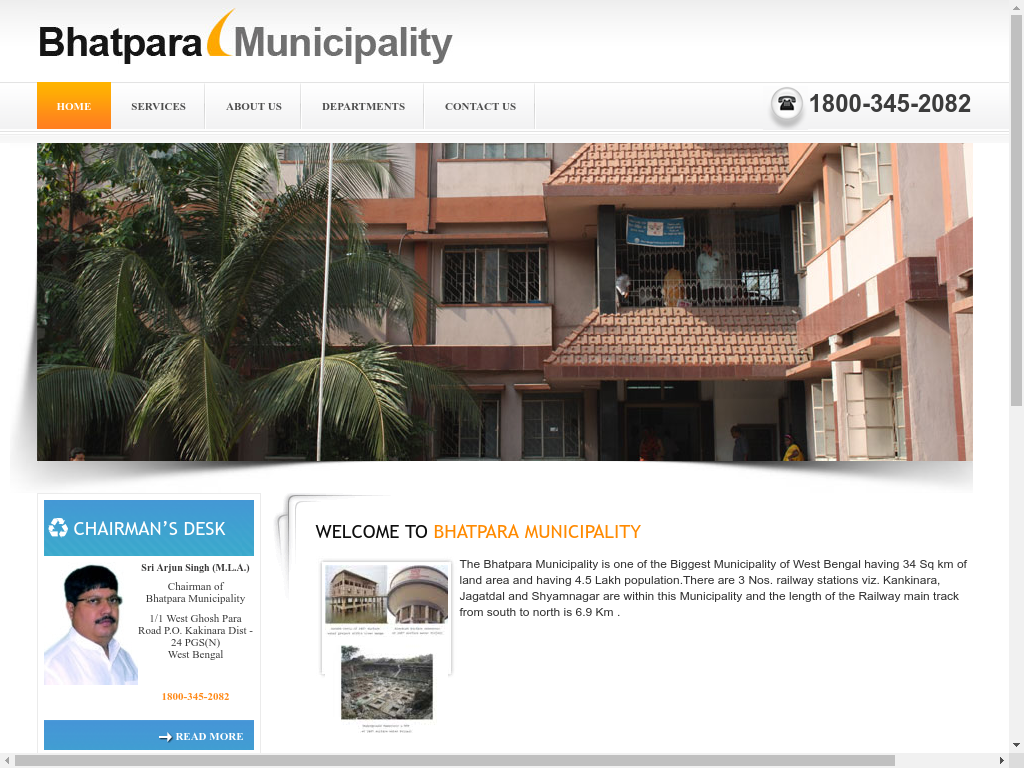 Bhatpara Municipality
HOME
SERVICES
ABOUT US
DEPARTMENTS
CONTACT US
1800-345-2082
CHAIRMAN'S DESK
Sri Arjun Singh (M.L.A.)
Chairman of
Bhatpara Municipality
1/1 West Ghosh Para
Road P.O. Kakinara Dist -
24 PGS(N)
West Bengal
1800-345-2082
READ MORE
WELCOME TO BHATPARA MUNICIPALITY
The Bhatpara Municipality is one of the Biggest Municipality of West Bengal having 34 Sq km of
land area and having 4.5 Lakh population.There are 3 Nos. railway stations viz. Kankinara,
Jagatdal and Shyamnagar are within this Municipality and the length of the Railway main track
from south to north is 6.9 Km .